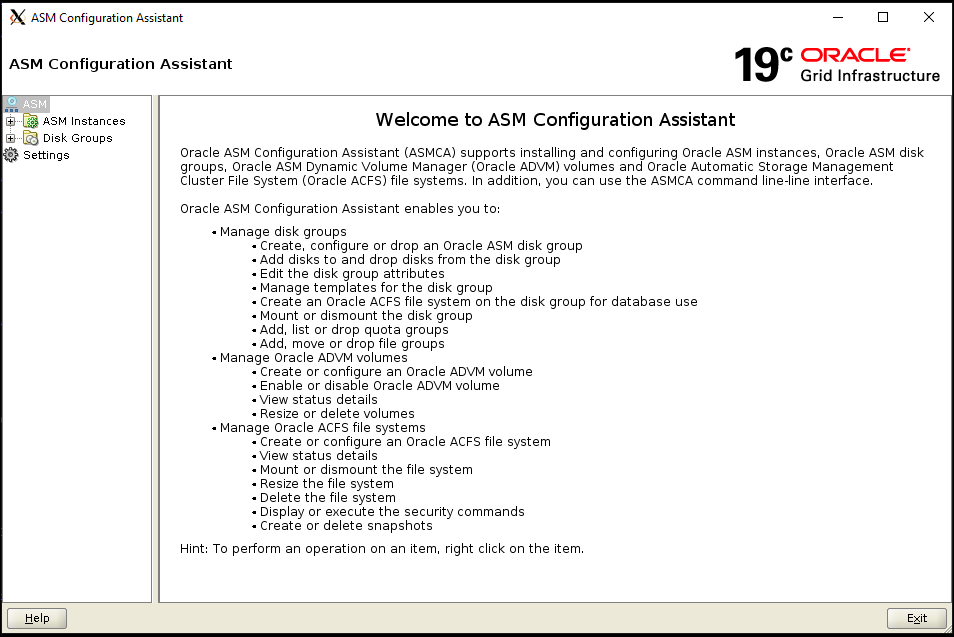 ASM Configuration Assistant
ASM Configuration Assistant
19c ORACLE
Grid Infrastructure
ASM
ASM Instances
Disk Groups
Settings
Welcome to ASM Configuration Assistant
Oracle ASM Configuration Assistant (ASMCA) supports installing and configuring Oracle ASM instances, Oracle ASM disk
groups, Oracle ASM Dynamic Volume Manager (Oracle ADVM) volumes and Oracle Automatic Storage Management
Cluster File System (Oracle ACFS) file systems. In addition, you can use the ASMCA command line-line interface.
Oracle ASM Configuration Assistant enables you to:
• Manage disk groups
• Create, configure or drop an Oracle ASM disk group
• Add disks to and drop disks from the disk group
• Edit the disk group attributes
• Manage templates for the disk group
• Create an Oracle ACFS file system on the disk group for database use
• Mount or dismount the disk group
• Add, list or drop quota groups
• Add, move or drop file groups
• Manage Oracle ADVM volumes
• Create or configure an Oracle ADVM volume
• Enable or disable Oracle ADVM volume
• View status details
• Resize or delete volumes
• Manage Oracle ACFS file systems
• Create or configure an Oracle ACFS file system
• View status details
• Mount or dismount the file system
• Resize the file system
• Delete the file system
• Display or execute the security commands
• Create or delete snapshots
Hint: To perform an operation on an item, right click on the item.
Help
Exit